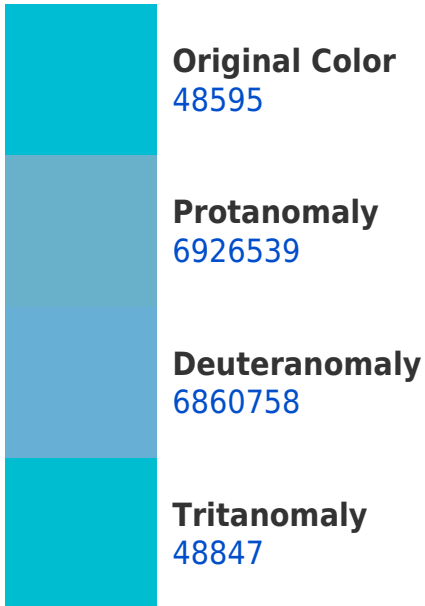 Original Color
48595
Protanomaly
6926539
Deuteranomaly
6860758
Tritanomaly
48847